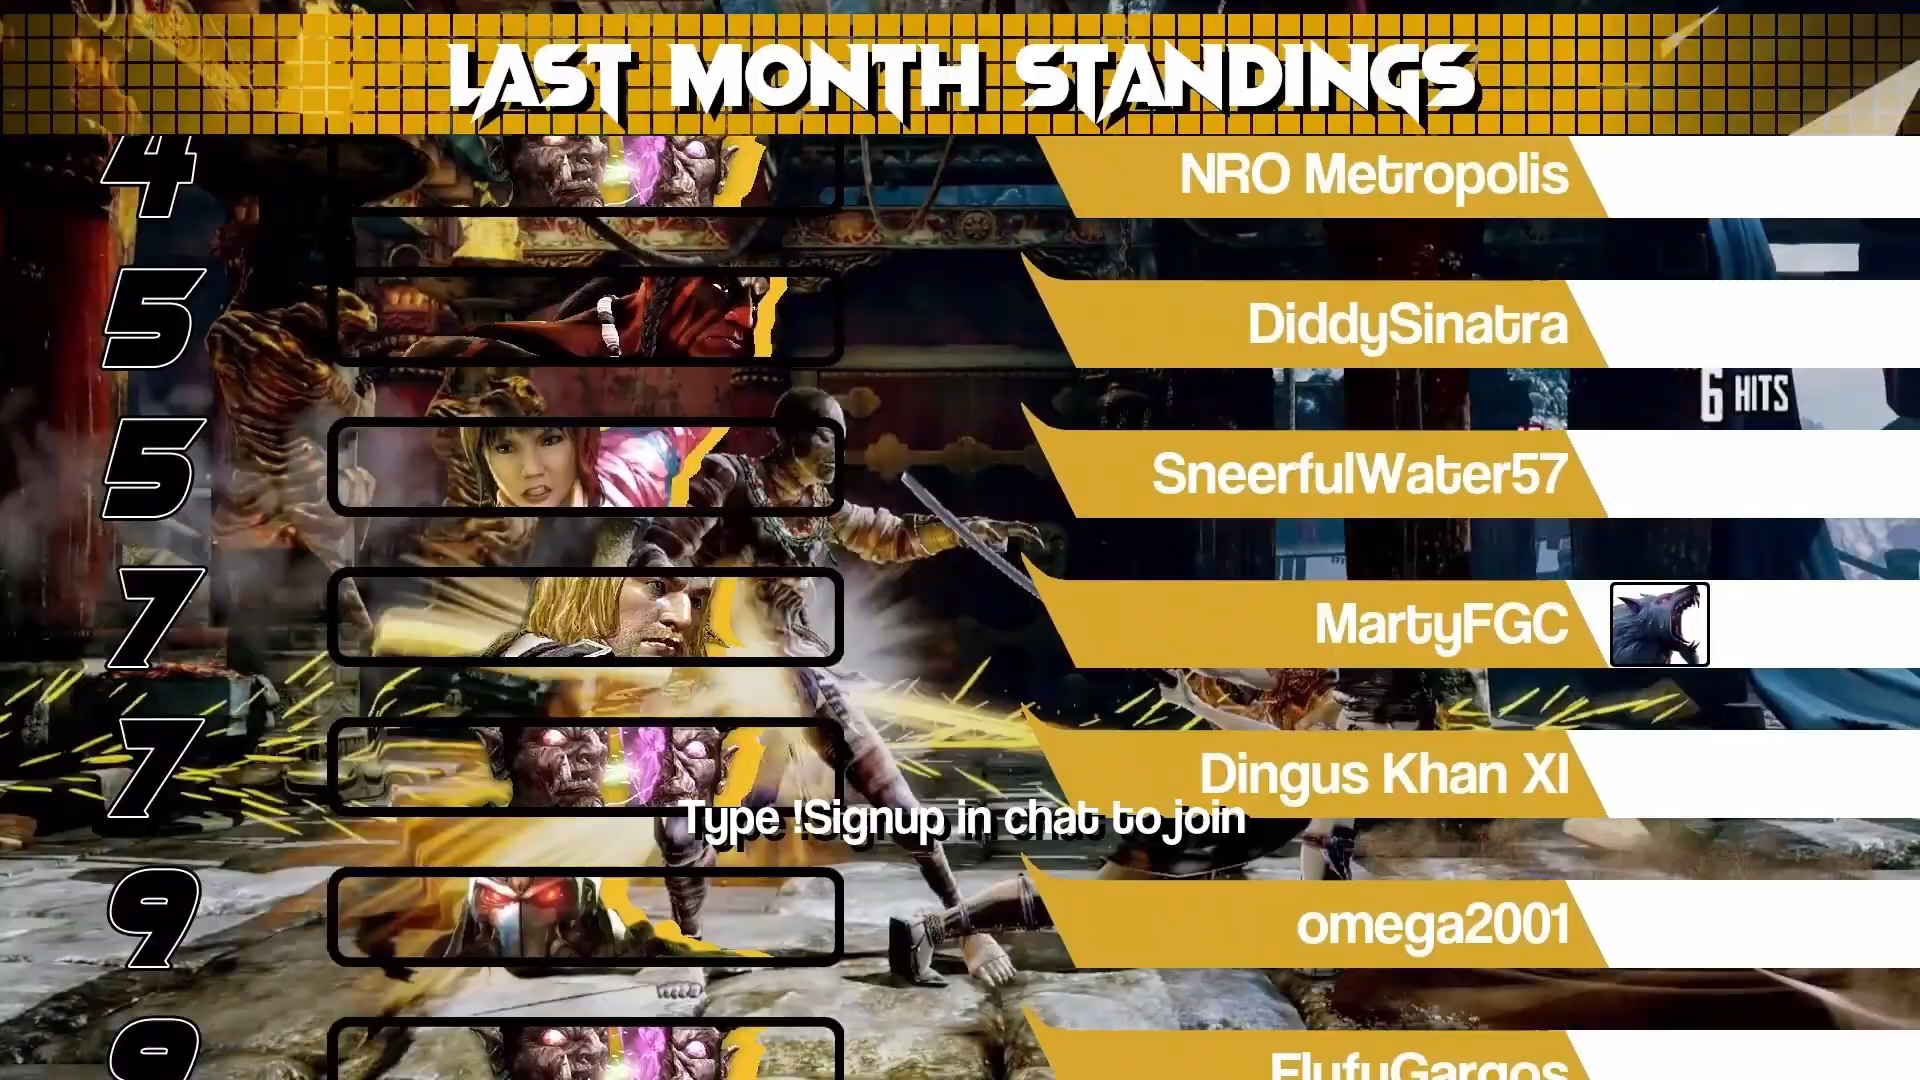 LAST MONTH STANDINGS
4 NRO Metropolis
5 DiddySinatra
6 HITS
5 SneerfulWater57
7 MartyFGC
7 Dingus Khan XI
Type !Signup in chat to join
9 omega2001
9 FlufyGargos